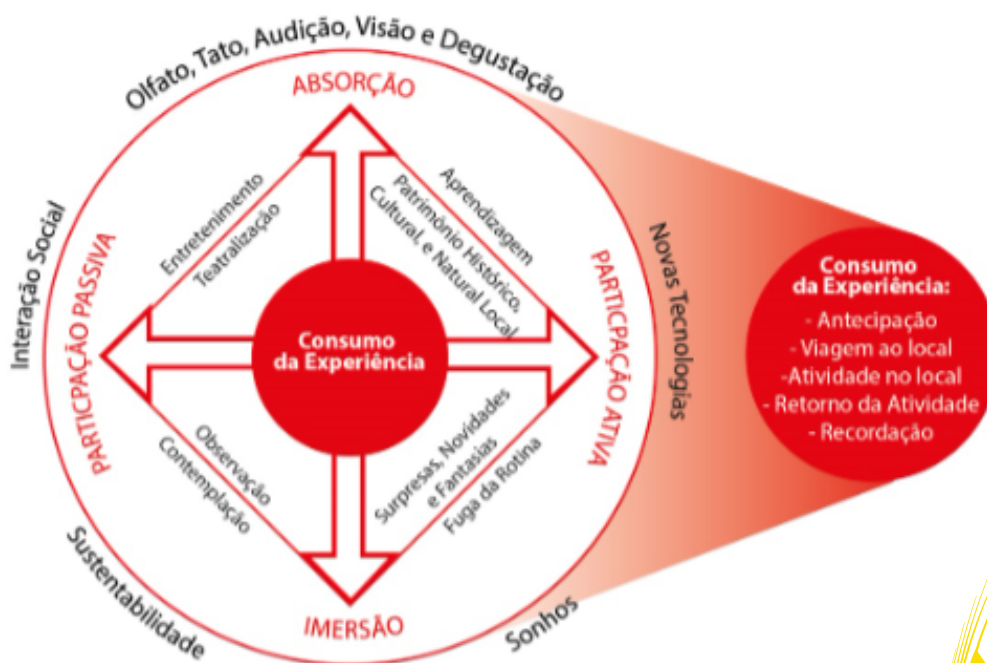 Olfato, Tato, Audição, Visão e Degustação
ABSORÇÃO
Interação Social
PARTICPAÇÃO PASSIVA
Entretenimento
Teatralização
Aprendizagem
Patrimônio Histórico,
Cultural, e Natural Local
PARTICPAÇÃO ATIVA
Novas Tecnologias
Consumo
da Experiência
Observação
Contemplação
Surpresas, Novidades
e Fantasias
Fuga da Rotina
IMERSÃO
Sustentabilidade
Sonhos
Consumo
da Experiência:
- Antecipação
- Viagem ao local
-Atividade no local
- Retorno da Atividade
- Recordação